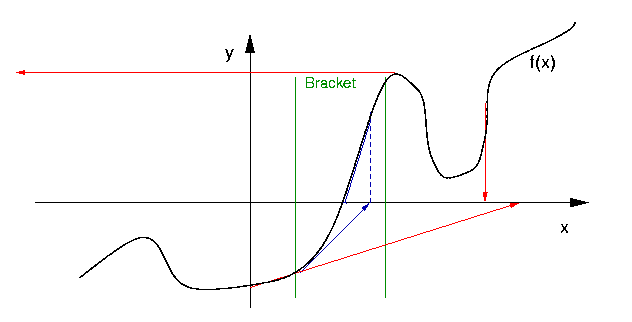 y
Bracket
f(x)
x